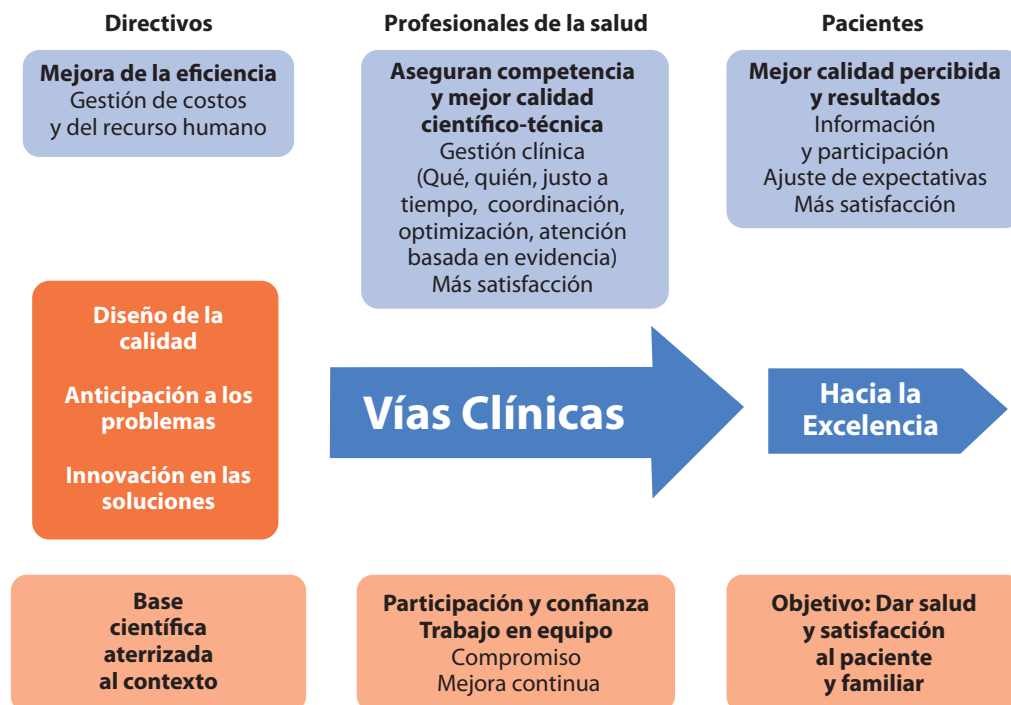 Directivos
Mejora de la eficiencia
Gestión de costos
y del recurso humano
Profesionales de la salud
Aseguran competencia
y mejor calidad
científico-técnica
Gestión clínica
(Qué, quién, justo a
tiempo, coordinación,
optimización, atención
basada en evidencia)
Más satisfacción
Pacientes
Mejor calidad percibida
y resultados
Información
y participación
Ajuste de expectativas
Más satisfacción
Diseño de la
calidad
Anticipación a los
problemas
Innovación en las
soluciones
Vías Clínicas
Hacia la
Excelencia
Base
científica
aterrizada
al contexto
Participación y confianza
Trabajo en equipo
Compromiso
Mejora continua
Objetivo: Dar salud
y satisfacción
al paciente
y familiar